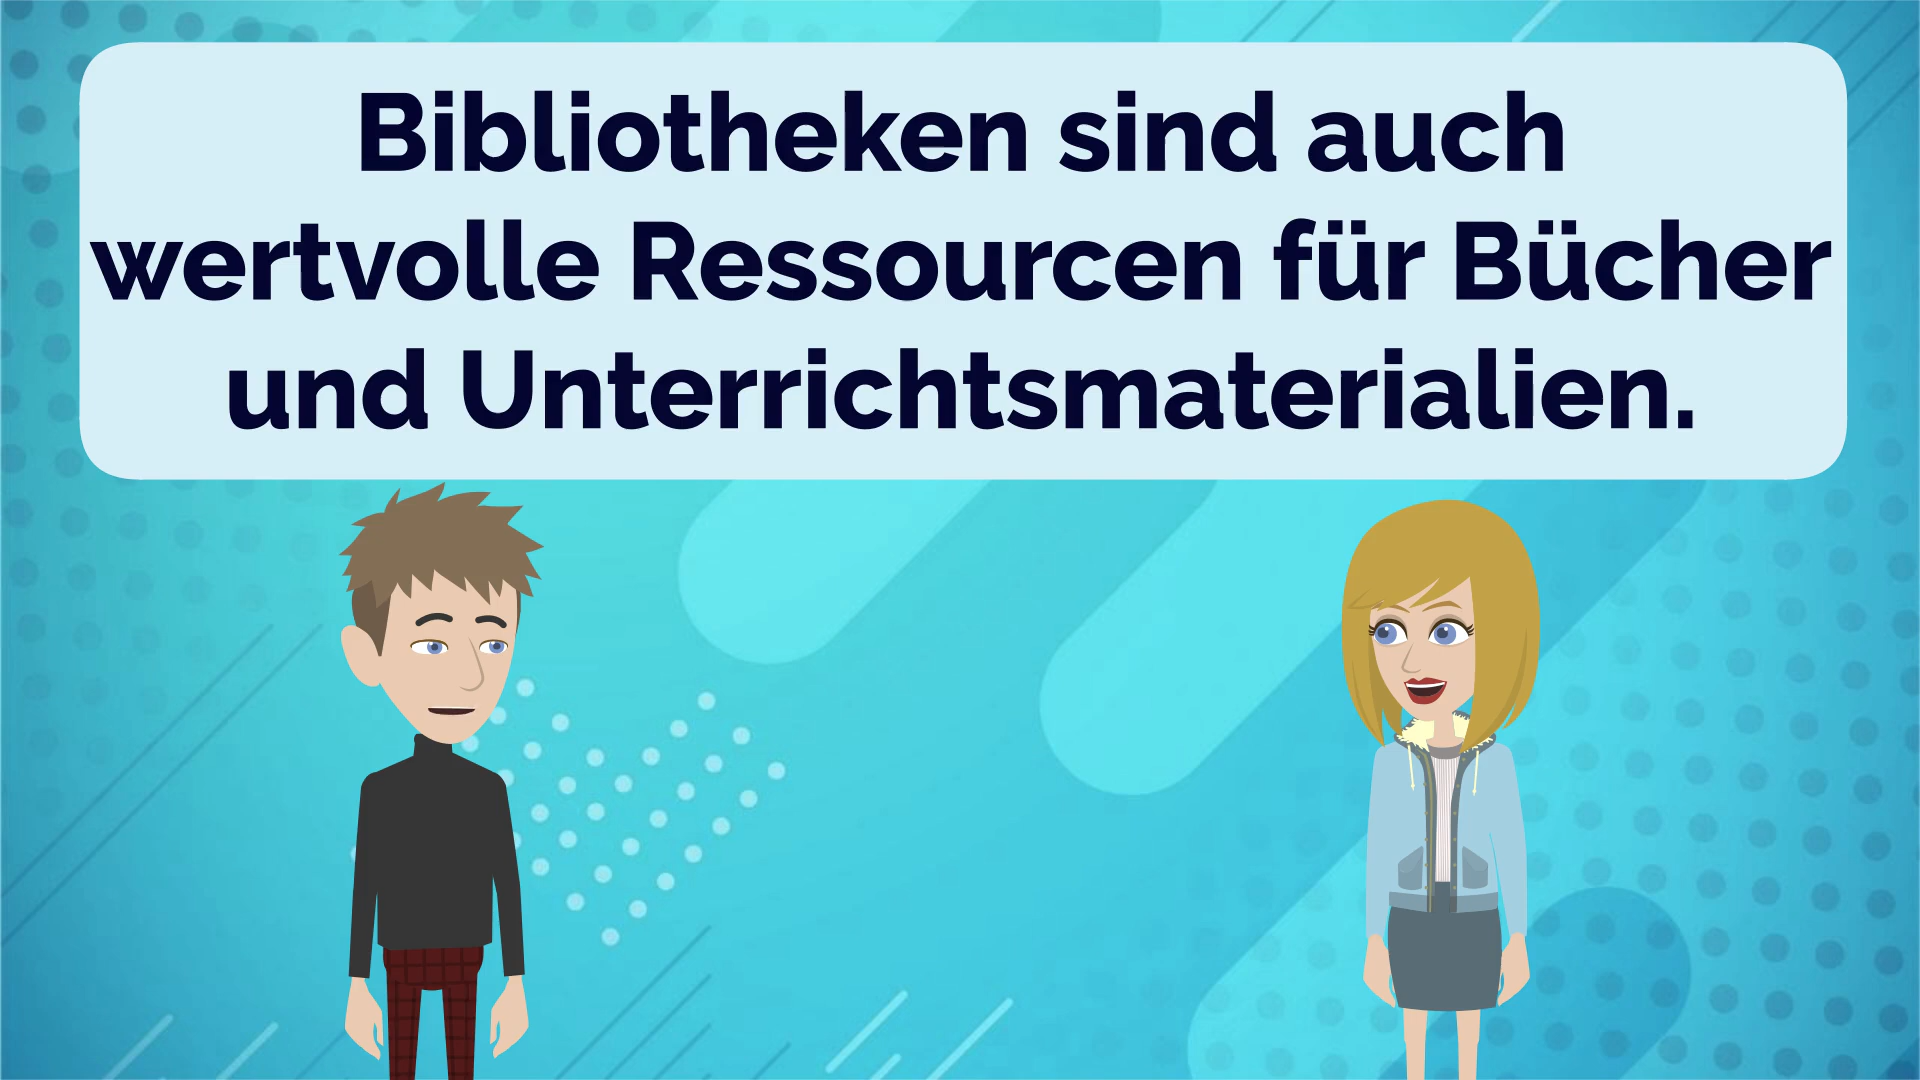 Bibliotheken sind auch
wertvolle Ressourcen für Bücher
und Unterrichtsmaterialien.